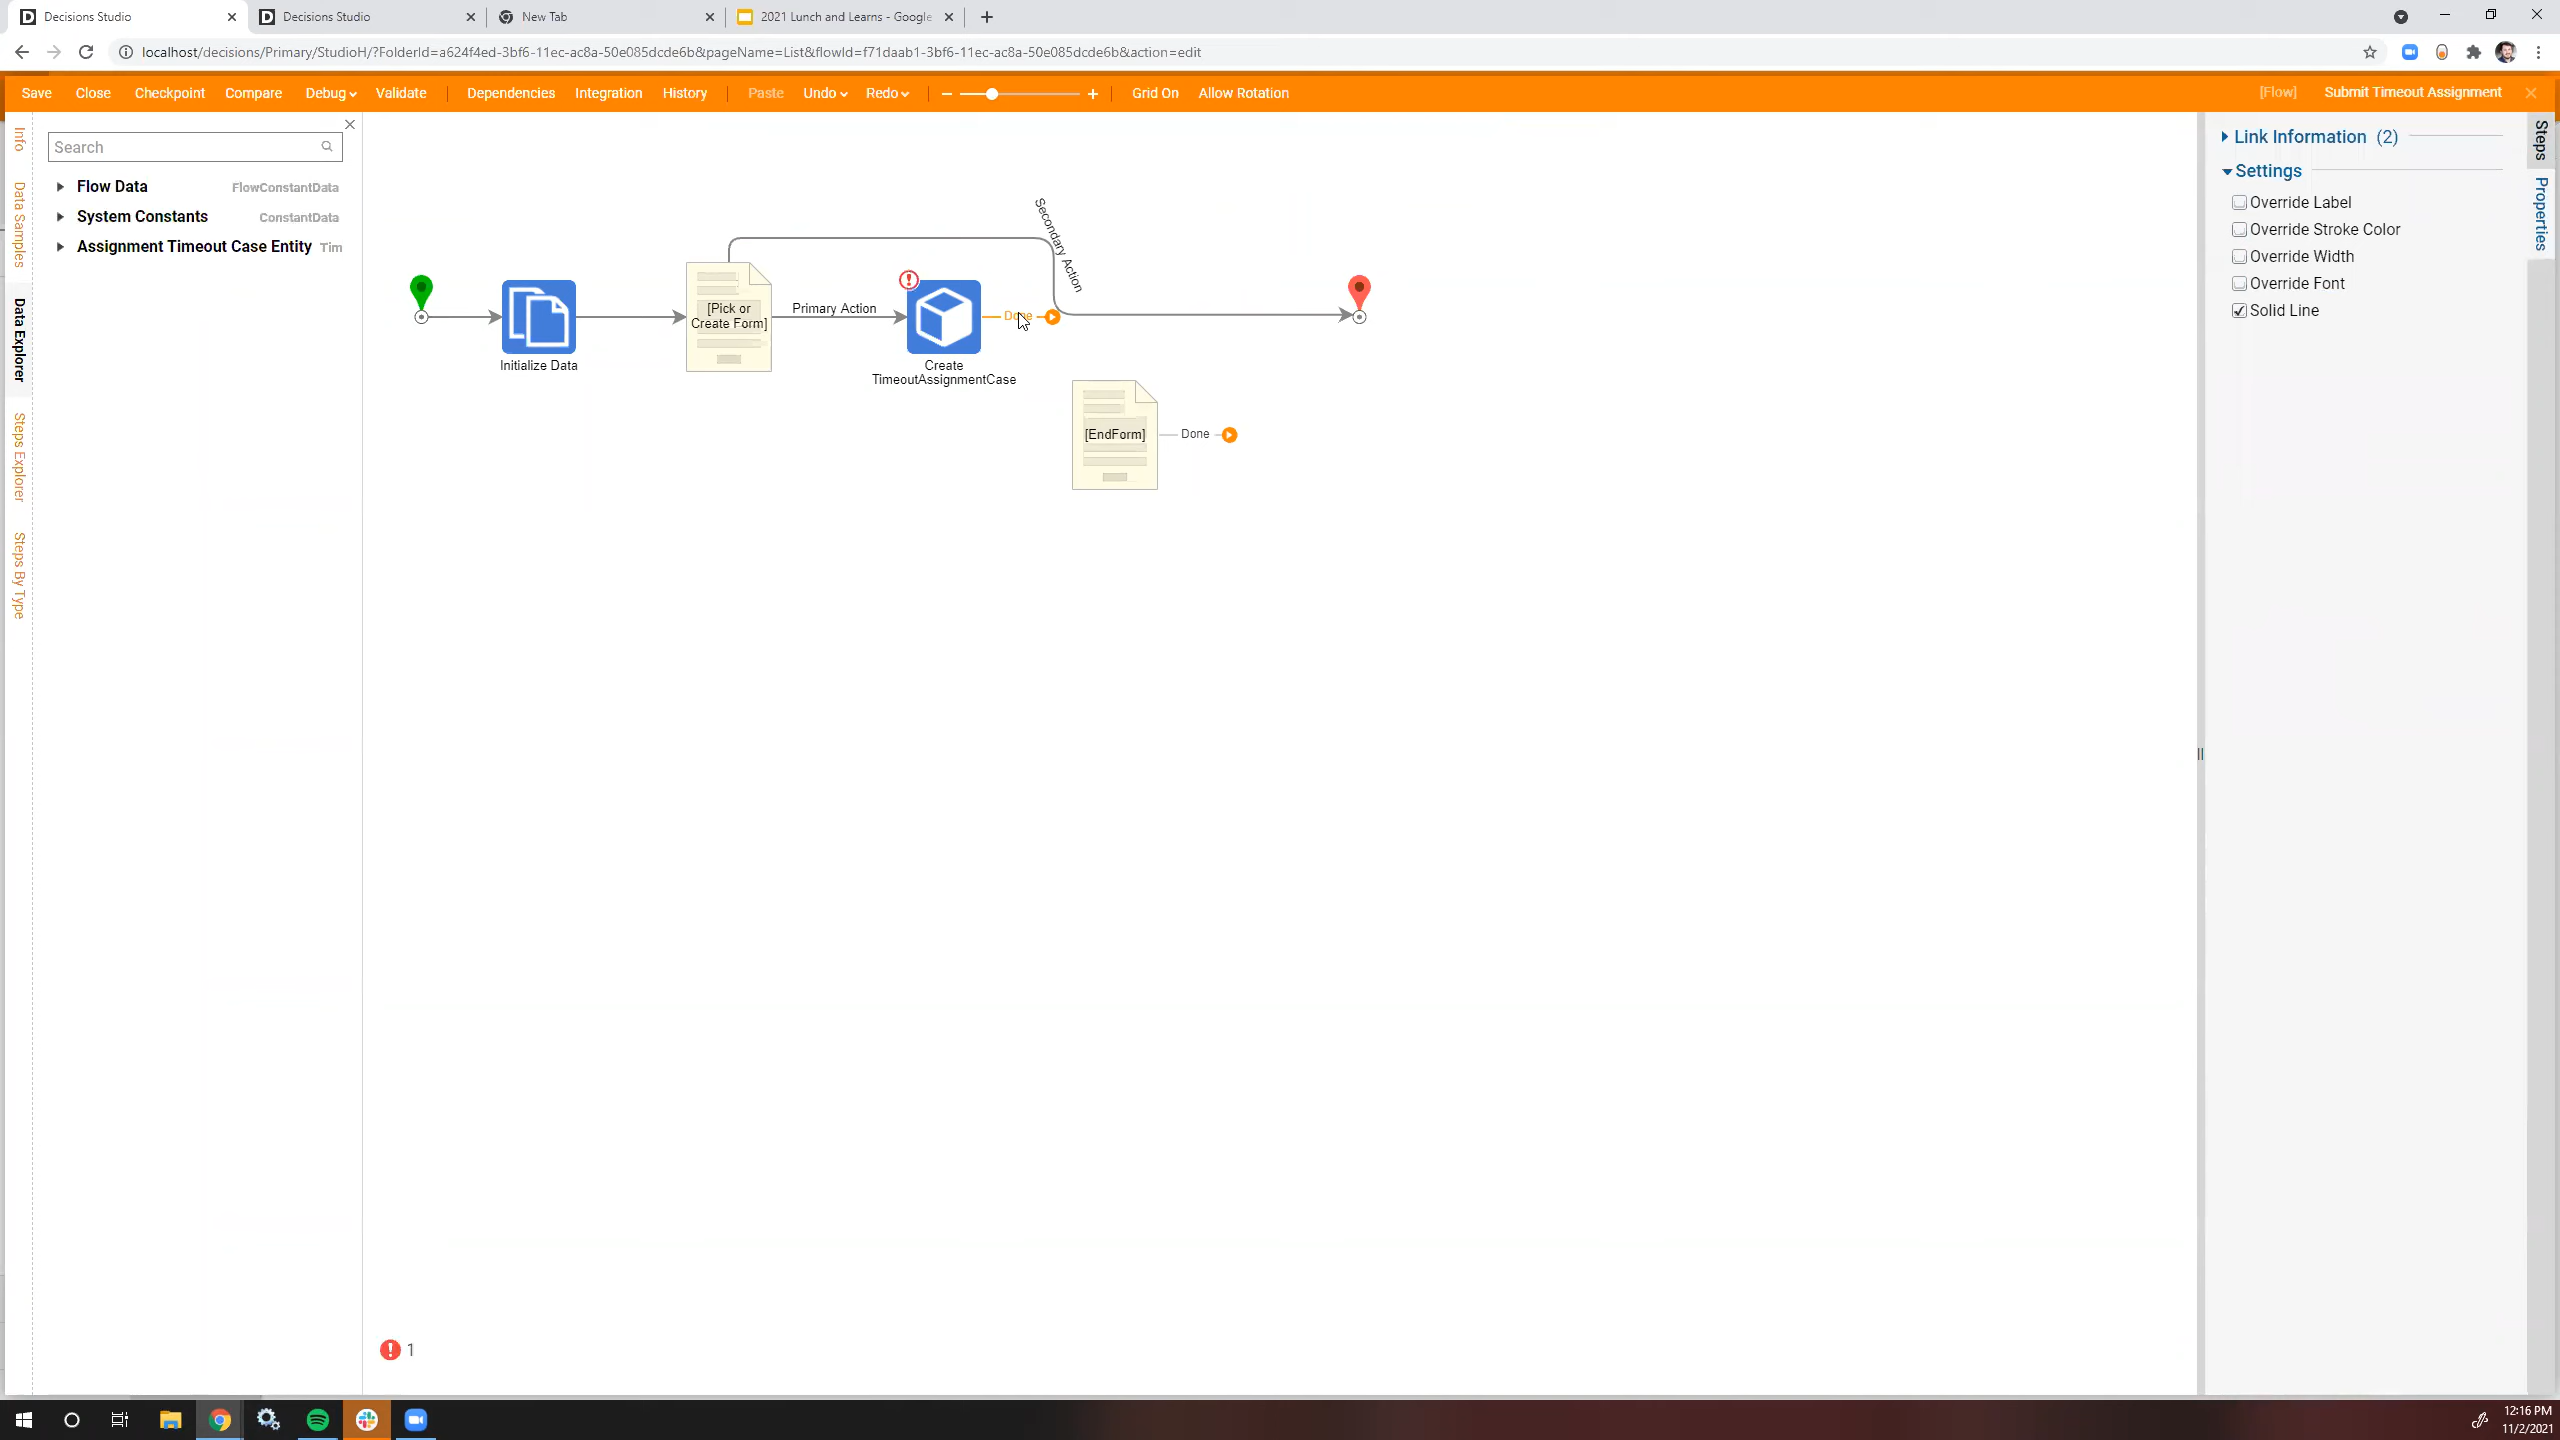 Decisions Studio
Decisions Studio
New Tab
2021 Lunch and Learns - Google
localhost/decisions/Primary/StudioH/?FolderId=a624f4ed-3bf6-11ec-ac8a-50e085dcde6b&pageName=List&flowId=f71daab1-3bf6-11ec-ac8a-50e085dcde6b&action=edit
Save Close Checkpoint Compare Debug Validate Dependencies Integration History Paste Undo Redo Grid On Allow Rotation [Flow] Submit Timeout Assignment
Info
Data Samples
Data Explorer
Steps Explorer
Steps By Type
Search
Flow Data FlowConstantData
System Constants ConstantData
Assignment Timeout Case Entity Tim
Initialize Data
[Pick or
Create Form]
Primary Action
Secondary Action
Create
TimeoutAssignmentCase
Done
[EndForm]
Done
1
Link Information (2)
Settings
Override Label
Override Stroke Color
Override Width
Override Font
Solid Line
Steps
Properties
12:16 PM
11/2/2021